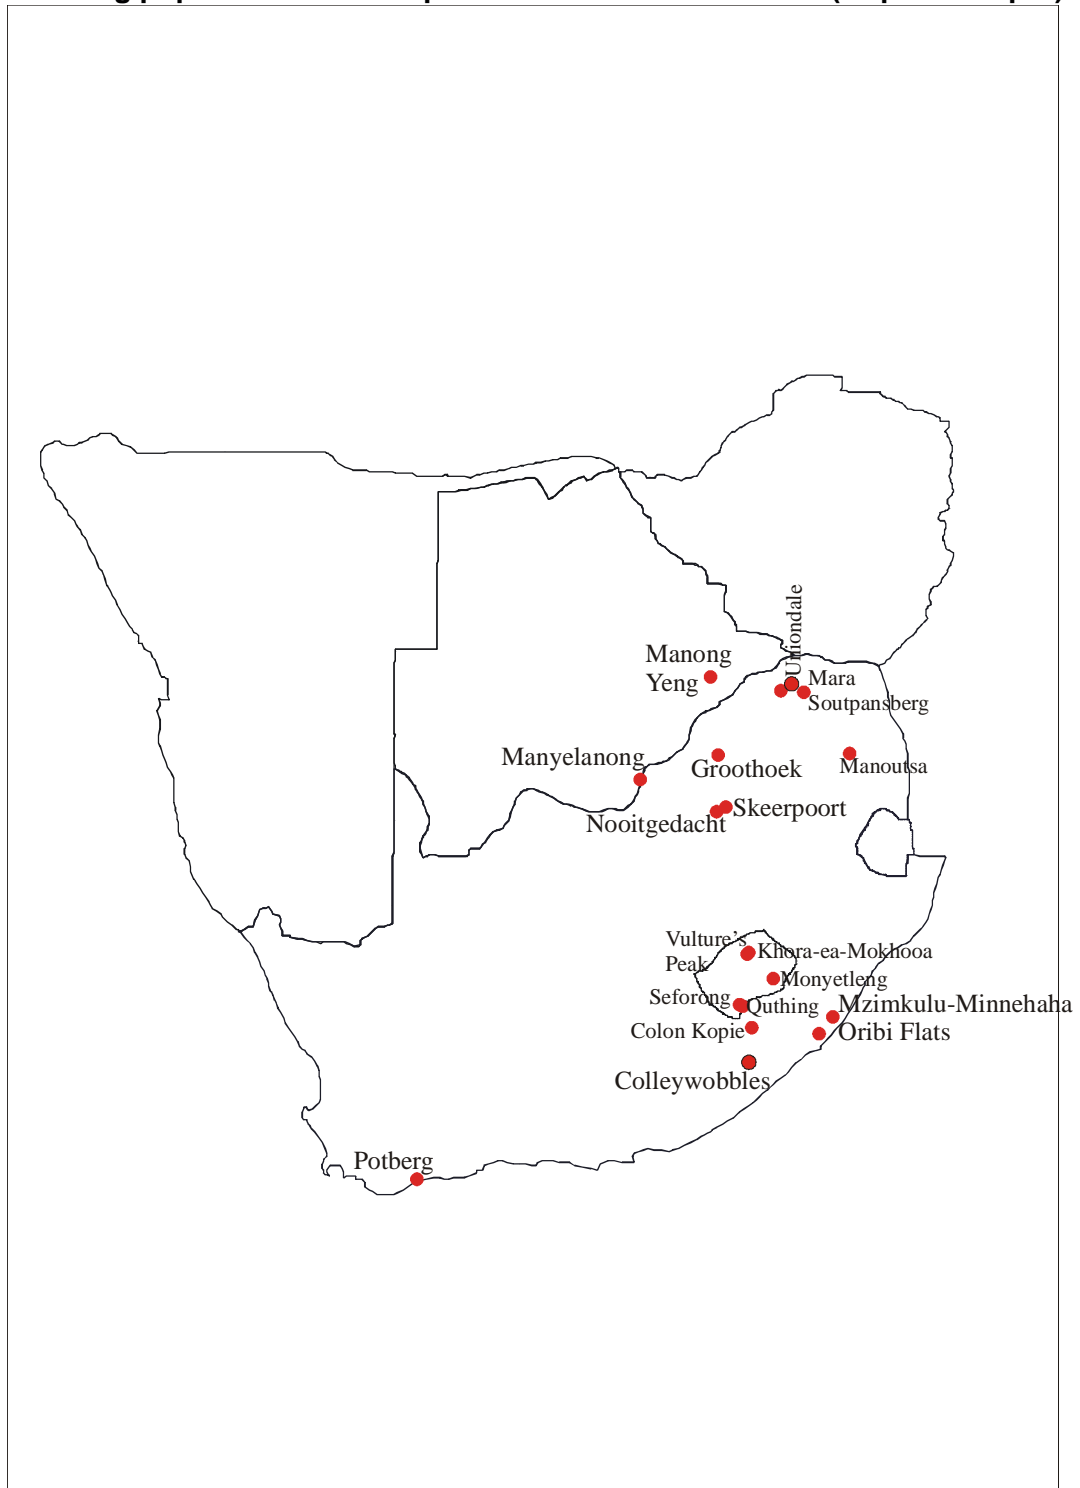 Uniondale
Manong
Yeng
Mara
Soutpansberg
Manyelanong
Groothoek
Manoutsa
Skeerpoort
Nooitgedacht
Vulture's
Peak
Khora-ea-Mokhooa
Monyetleng
Seforong
Quthing
Mzimkulu-Minnehaha
Colon Kopie
Oribi Flats
Colleywobbles
Potberg